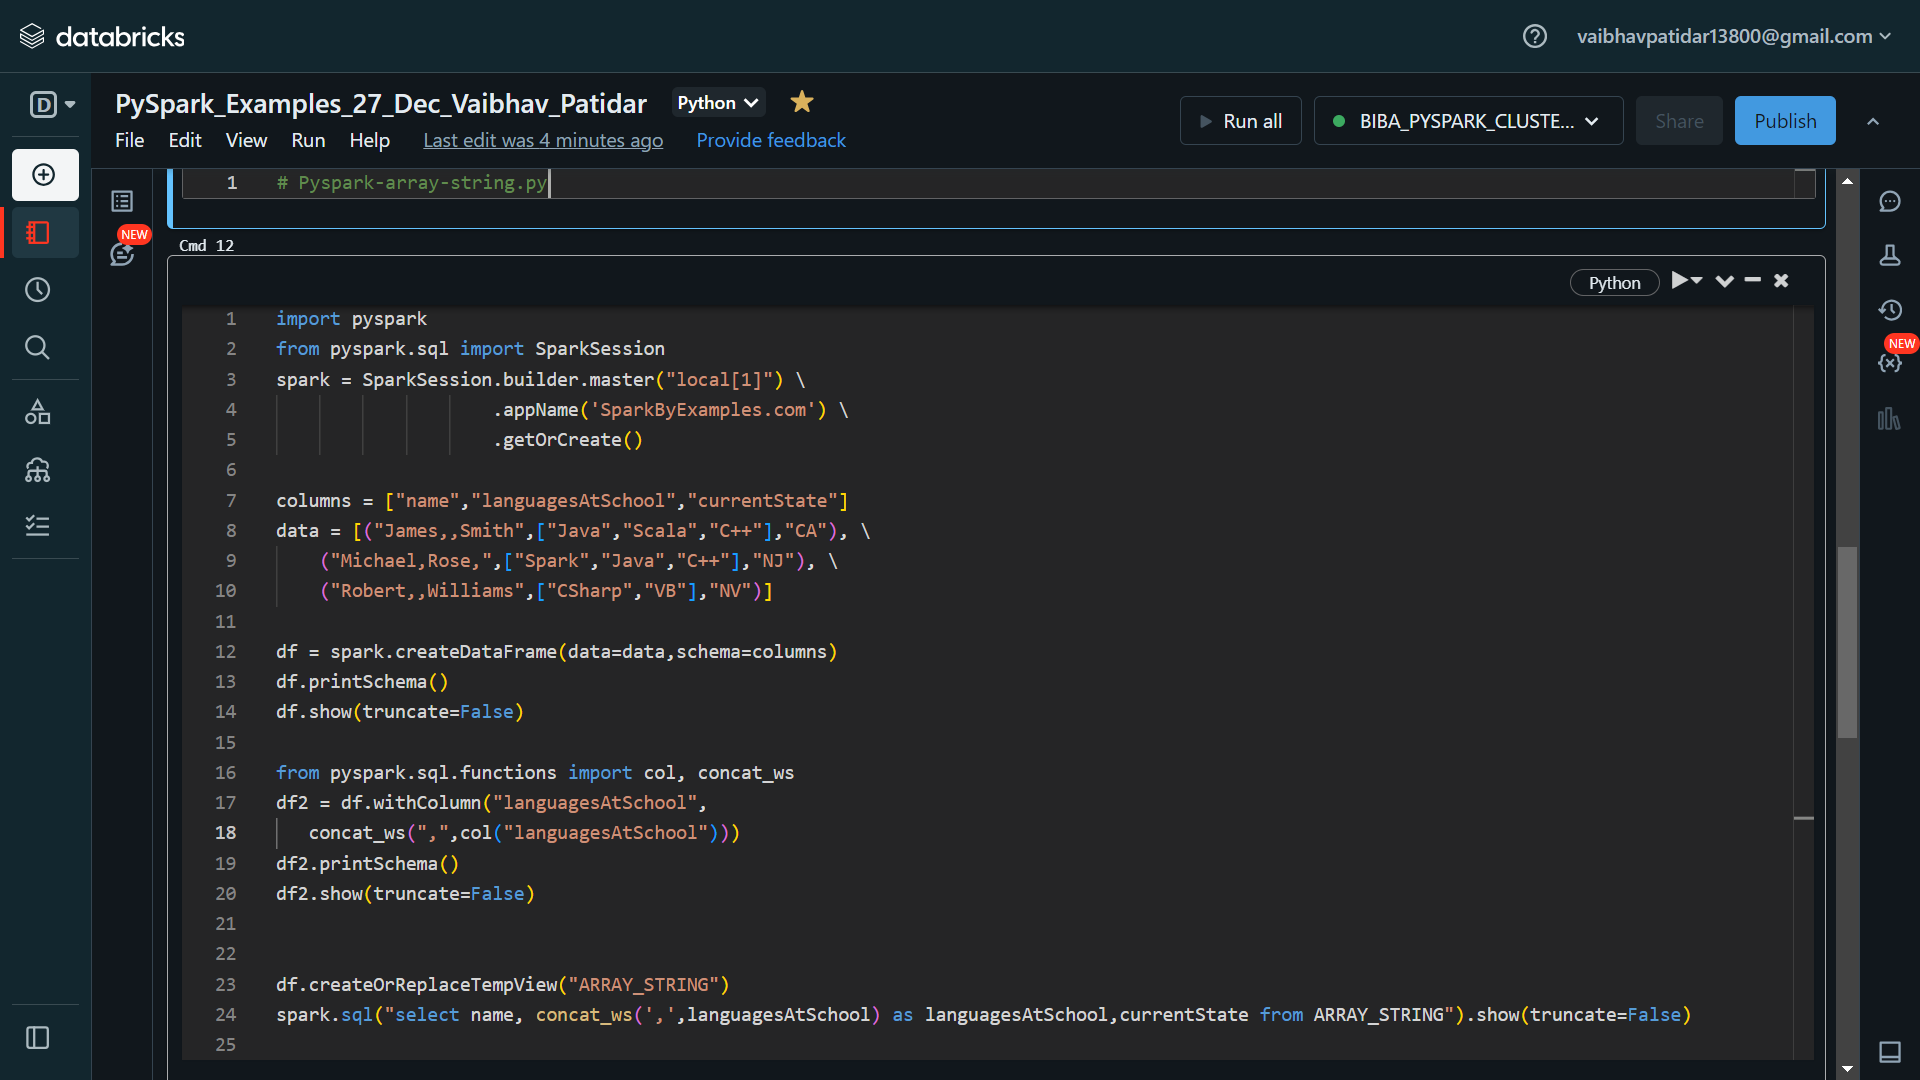 databricks
vaibhavpatidar13800@gmail.com
D
PySpark_Examples_27_Dec_Vaibhav_Patidar Python
File Edit View Run Help Last edit was 4 minutes ago Provide feedback
Run all BIBA_PYSPARK_CLUSTE... Share Publish
1 # Pyspark-array-string.py
NEW
Cmd 12
Python
1 import pyspark
2 from pyspark.sql import SparkSession
3 spark = SparkSession.builder.master("local[1]") \
4 .appName('SparkByExamples.com') \
5 .getOrCreate()
6
7 columns = ["name","languagesAtSchool","currentState"]
8 data = [("James,,Smith",["Java","Scala","C++"],"CA"), \
9 ("Michael,Rose,",["Spark","Java","C++"],"NJ"), \
10 ("Robert,,Williams",["CSharp","VB"],"NV")]
11
12 df = spark.createDataFrame(data=data,schema=columns)
13 df.printSchema()
14 df.show(truncate=False)
15
16 from pyspark.sql.functions import col, concat_ws
17 df2 = df.withColumn("languagesAtSchool",
18 concat_ws(",",col("languagesAtSchool")))
19 df2.printSchema()
20 df2.show(truncate=False)
21
22
23 df.createOrReplaceTempView("ARRAY_STRING")
24 spark.sql("select name, concat_ws(',',languagesAtSchool) as languagesAtSchool,currentState from ARRAY_STRING").show(truncate=False)
25
NEW